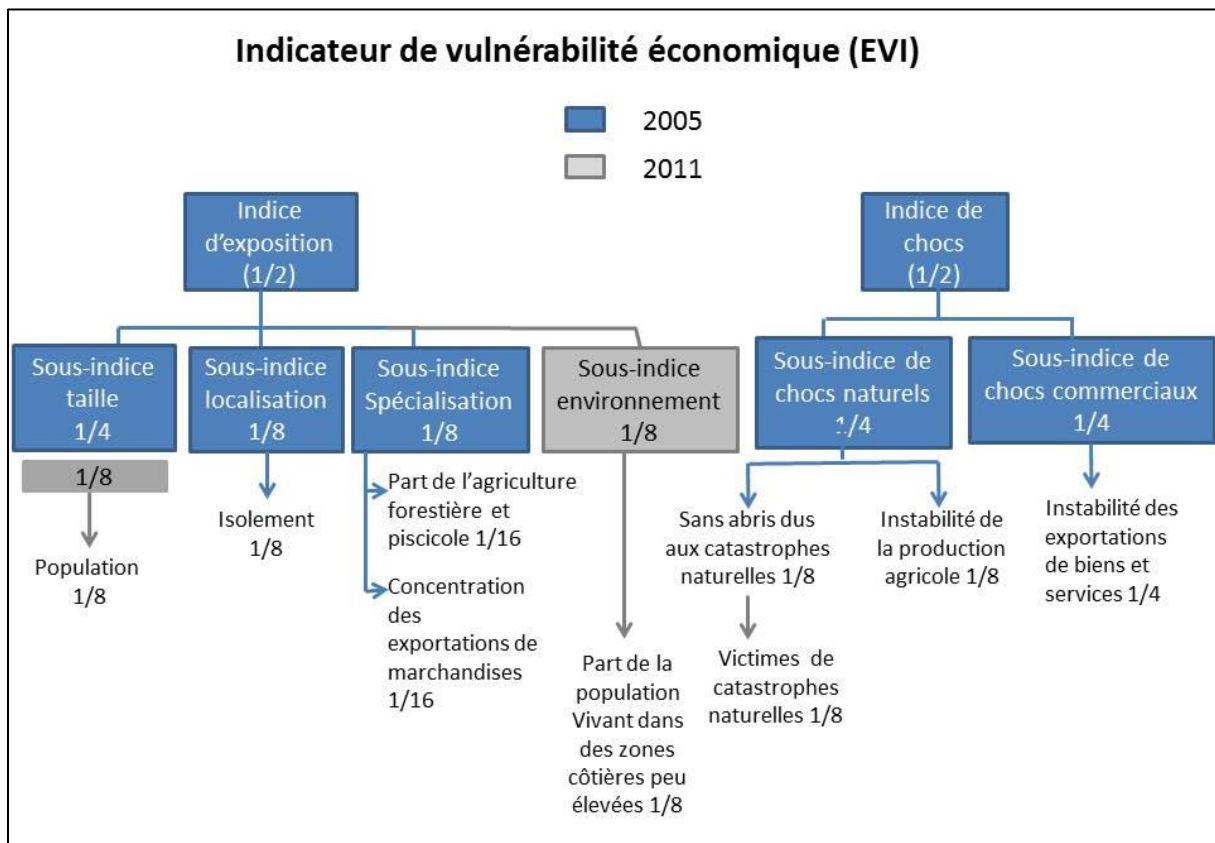 Indicateur de vulnérabilité économique (EVI)
2005
2011
Indice
d'exposition
(1/2)
Indice de
chocs
(1/2)
Sous-indice
taille
1/4
Sous-indice
localisation
1/8
Sous-indice
Spécialisation
1/8
Sous-indice
environnement
1/8
Sous-indice de
chocs naturels
1/4
Sous-indice de
chocs commerciaux
1/4
1/8
Population
1/8
Isolement
1/8
Part de l'agriculture
forestière et
piscicole 1/16
Concentration
des
exportations de
marchandises
1/16
Part de la
population
Vivant dans
des zones
côtières peu
élevées 1/8
Sans abris dus
aux catastrophes
naturelles 1/8
Victimes de
catastrophes
naturelles 1/8
Instabilité de
la production
agricole 1/8
Instabilité des
exportations
de biens et
services 1/4